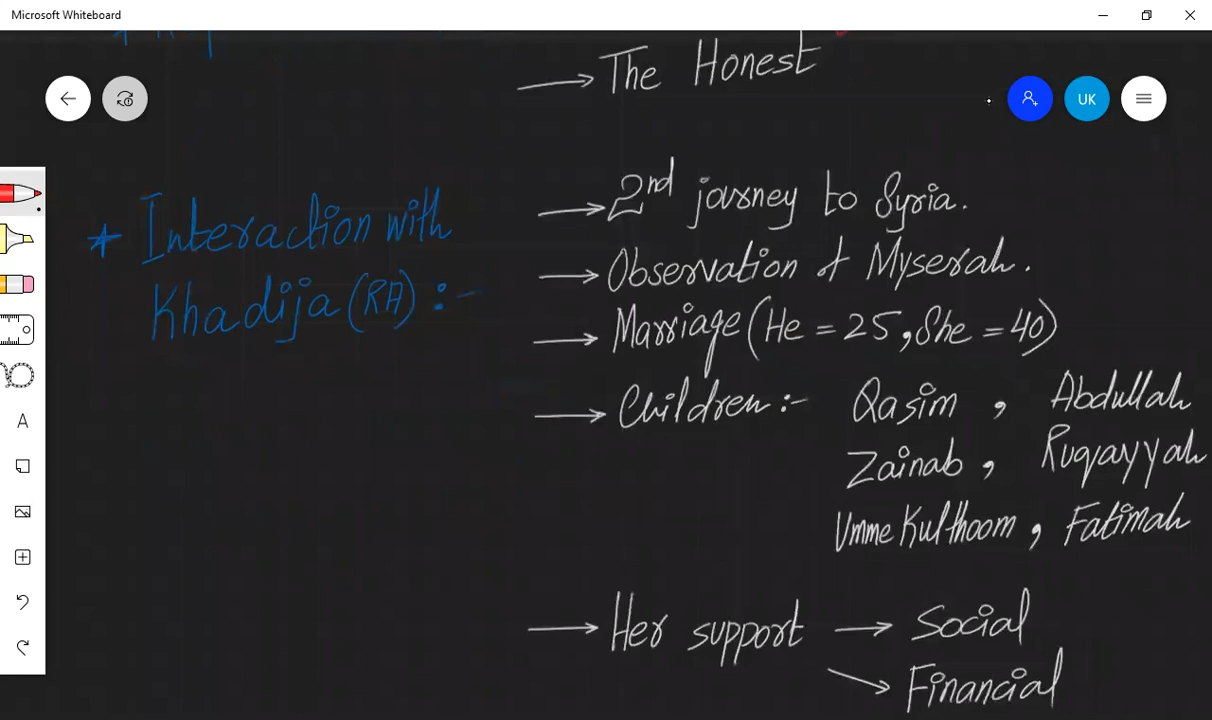 Microsoft Whiteboard
→ The Honest
UK
* Interaction with
Khadija (RA) :-
→ 2nd journey to Syria.
→ Observation of Myserah.
→ Marriage (He = 25, She = 40)
→ Children :- Qasim , Abdullah
Zainab , Ruqayyah
Umme Kulthoom , Fatimah
A
→ Her support → Social
→ Financial